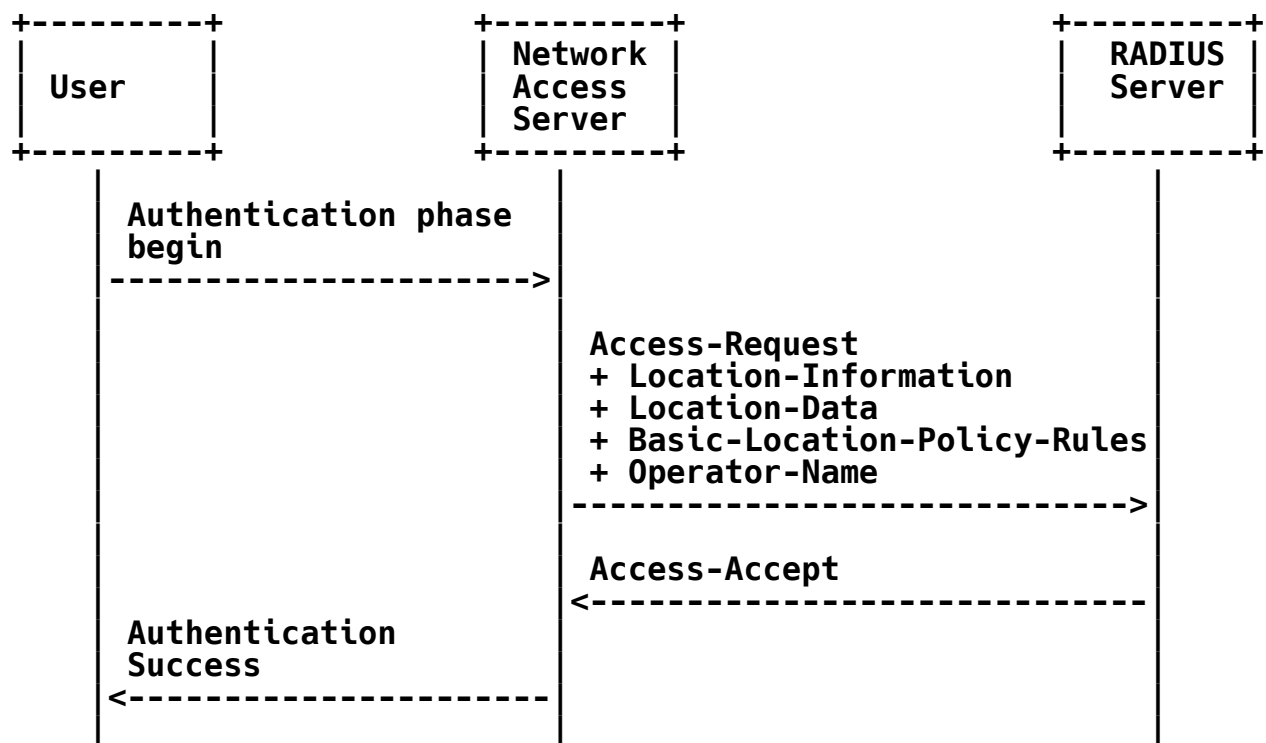 User
Network
Access
Server
RADIUS
Server
Authentication phase
begin
Access-Request
+ Location-Information
+ Location-Data
+ Basic-Location-Policy-Rules
+ Operator-Name
Access-Accept
Authentication
Success